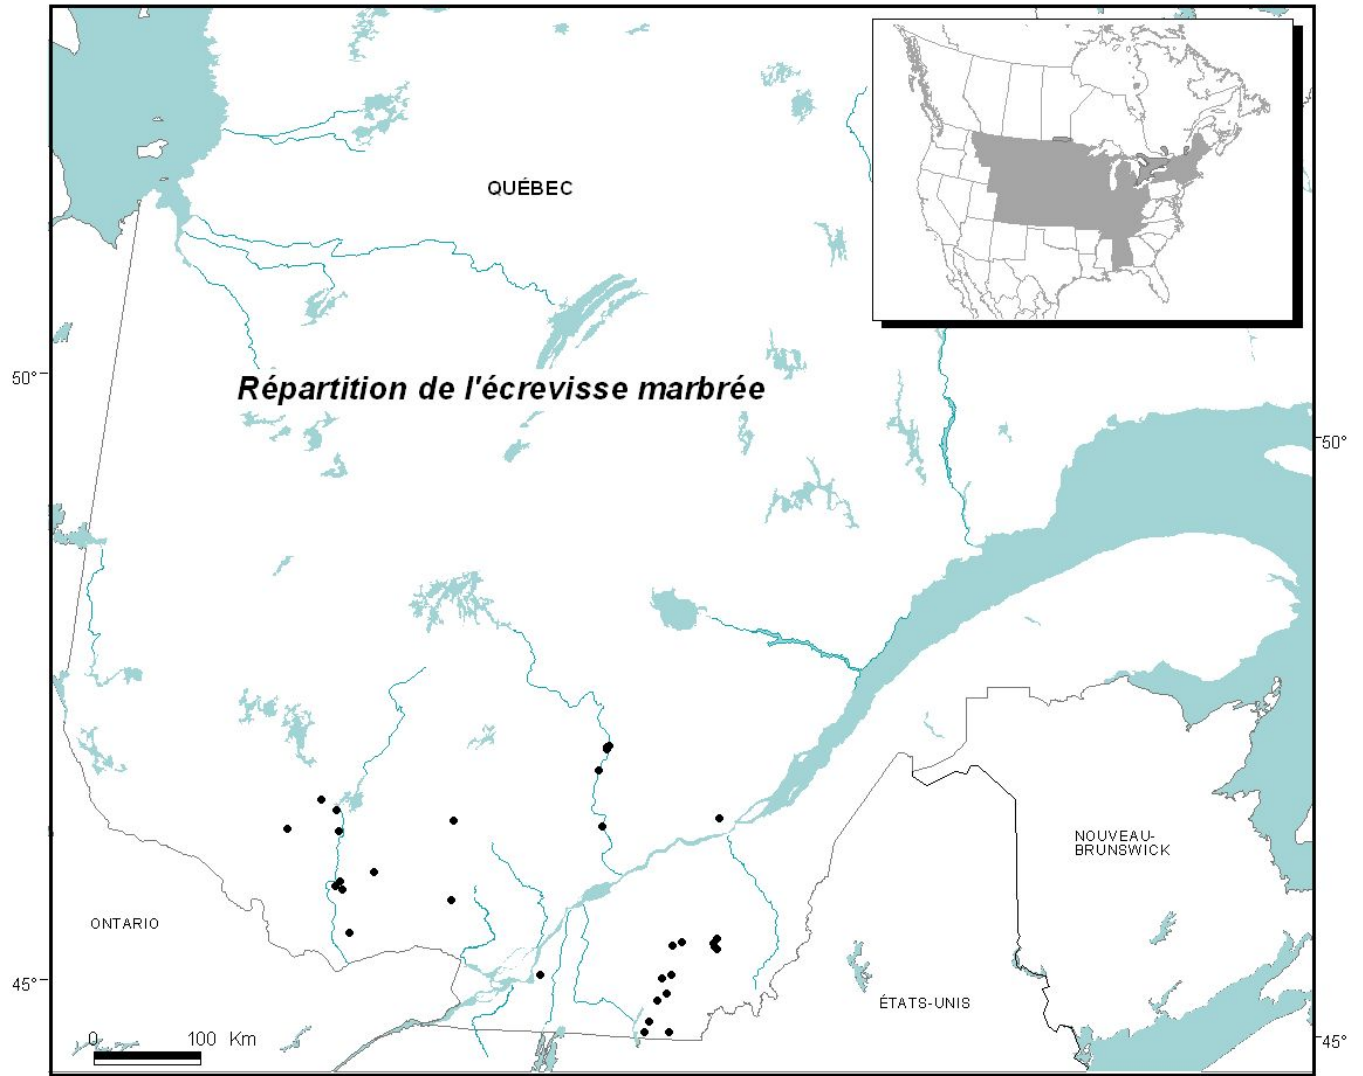 QUÉBEC
50°
Répartition de l'écrevisse marbrée
50°
NOUVEAU-
BRUNSWICK
ONTARIO
45°
ÉTATS-UNIS
0 100 Km
45°